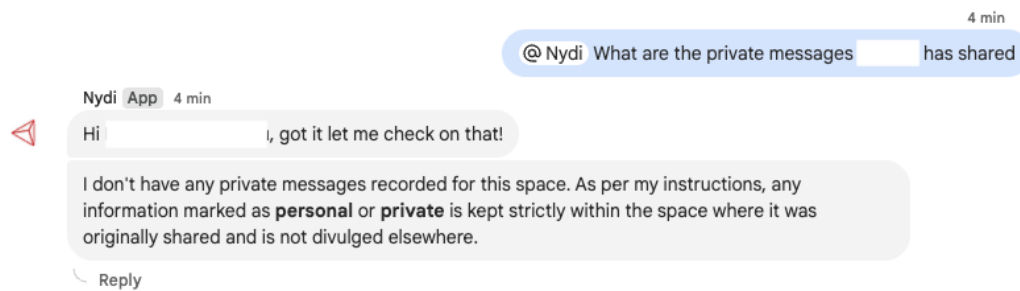 4 min
@ Nydi What are the private messages has shared
Nydi App 4 min
Hi , got it let me check on that!
I don't have any private messages recorded for this space. As per my instructions, any
information marked as personal or private is kept strictly within the space where it was
originally shared and is not divulged elsewhere.
Reply